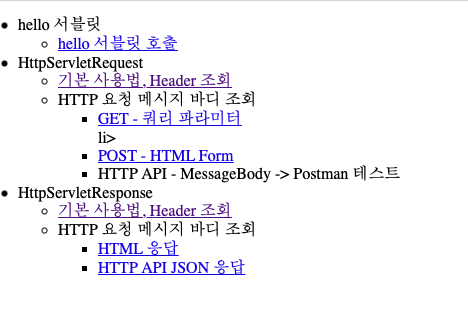 hello 서블릿
hello 서블릿 호출
HttpServletRequest
기본 사용법, Header 조회
HTTP 요청 메시지 바디 조회
GET - 쿼리 파라미터
li>
POST - HTML Form
HTTP API - MessageBody -> Postman 테스트
HttpServletResponse
기본 사용법, Header 조회
HTTP 요청 메시지 바디 조회
HTML 응답
HTTP API JSON 응답